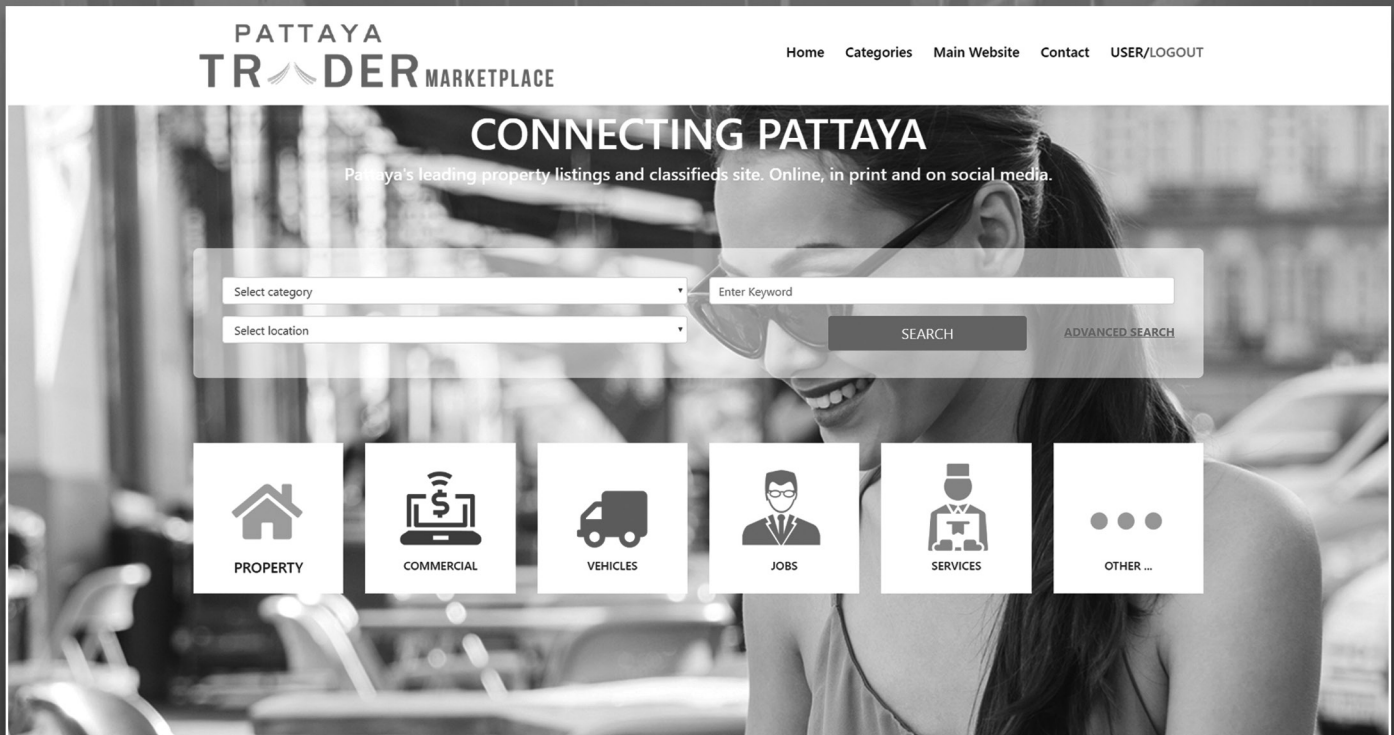 PATTAYA
TRADER MARKETPLACE
Home Categories Main Website Contact USER/LOGOUT
CONNECTING PATTAYA
Pattaya's leading property listings and classifieds site. Online, in print and on social media.
Select category Enter Keyword
Select location SEARCH ADVANCED SEARCH
$
PROPERTY COMMERCIAL VEHICLES JOBS SERVICES OTHER ...